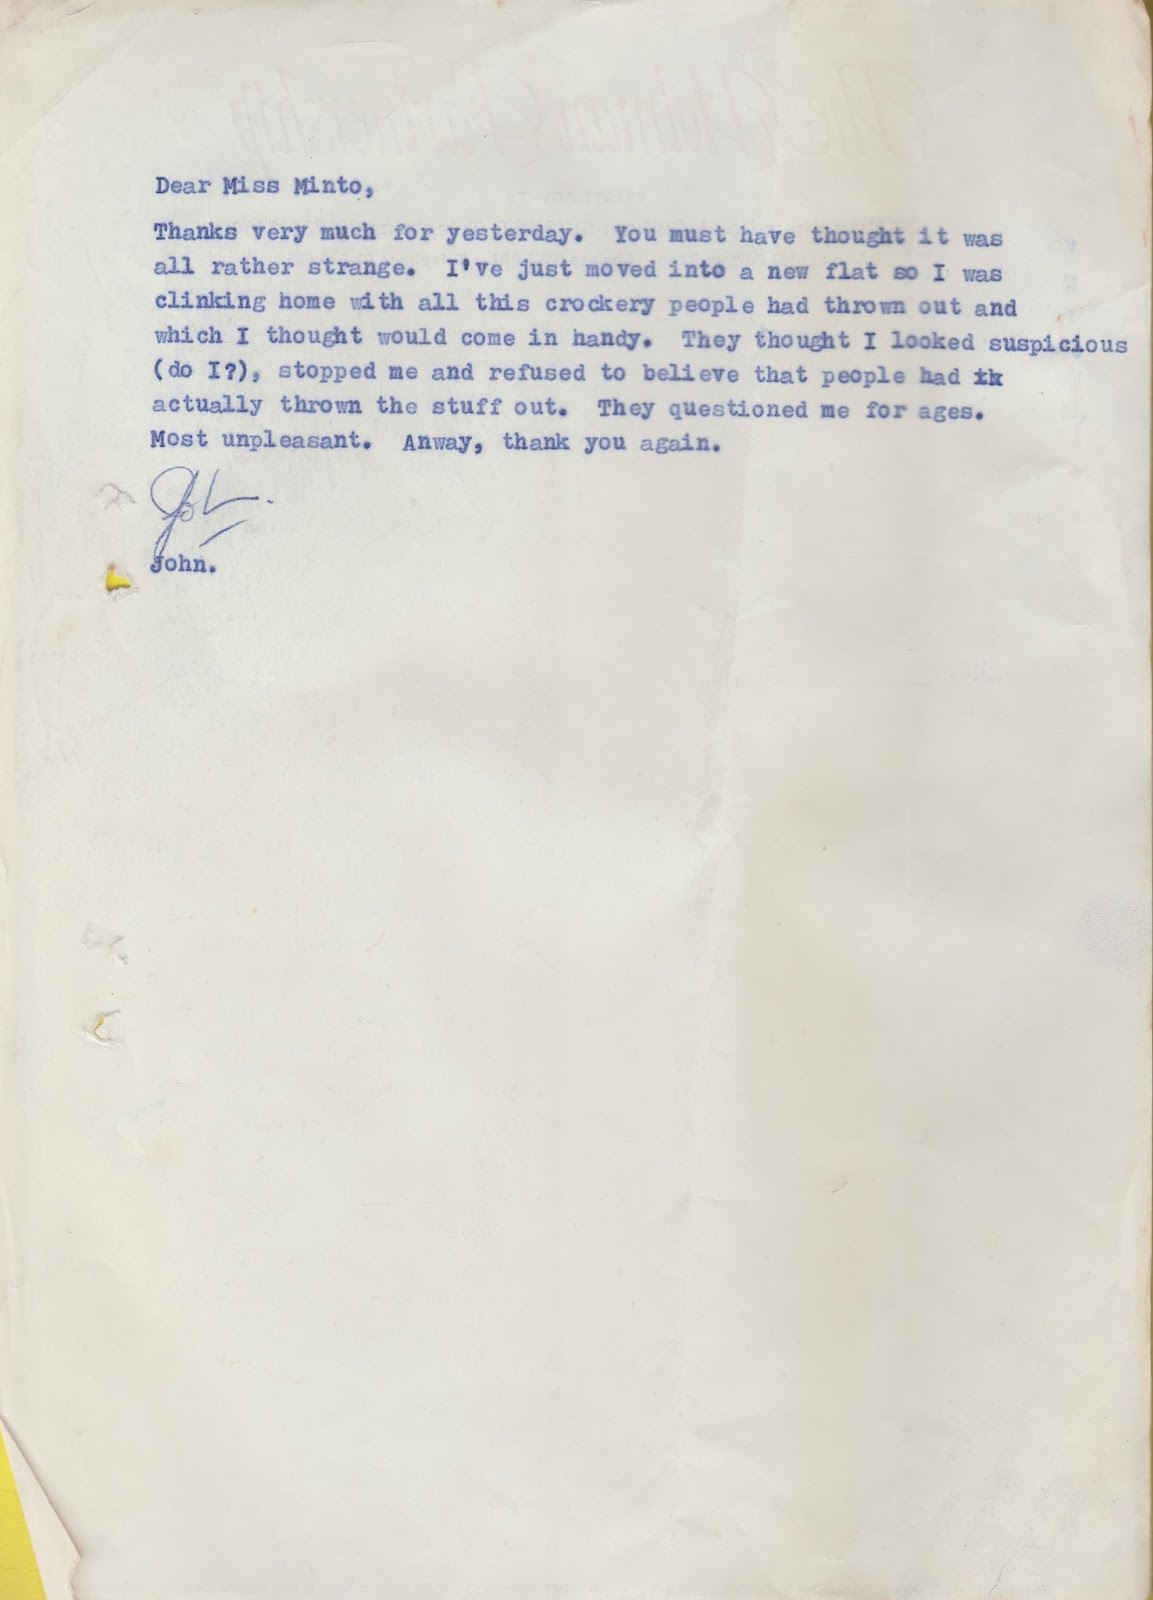 Dear Miss Minto,
Thanks very much for yesterday. You must have thought it was
all rather strange. I've just moved into a new flat so I was
clinking home with all this crockery people had thrown out and
which I thought would come in handy. They thought I looked suspicious
(do I?), stopped me and refused to believe that people had
actually thrown the stuff out. They questioned me for ages.
Most unpleasant. Anway, thank you again.
John.